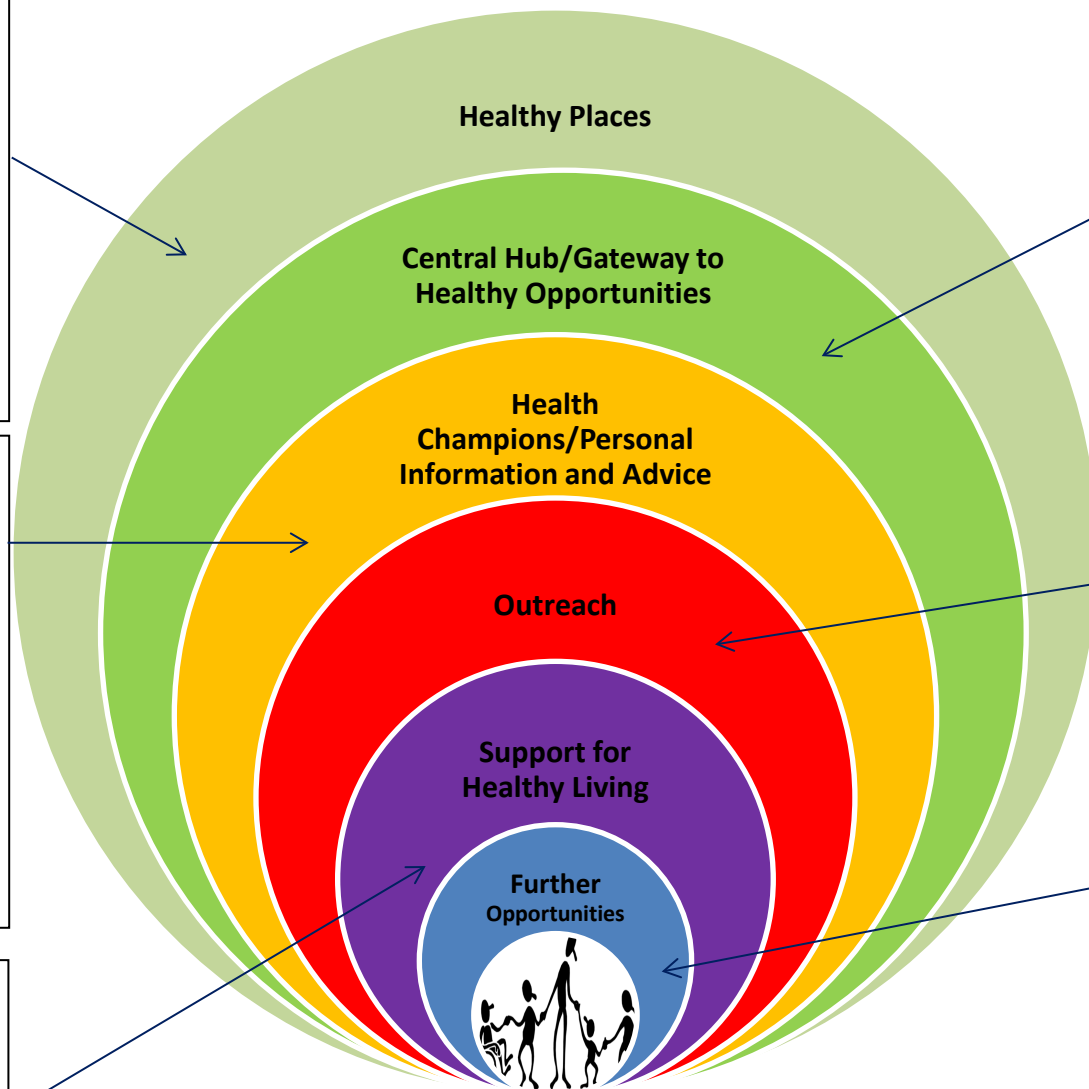 Healthy Places
Central Hub/Gateway to
Healthy Opportunities
Health
Champions/Personal
Information and Advice
Outreach
Support for
Healthy Living
Further
Opportunities